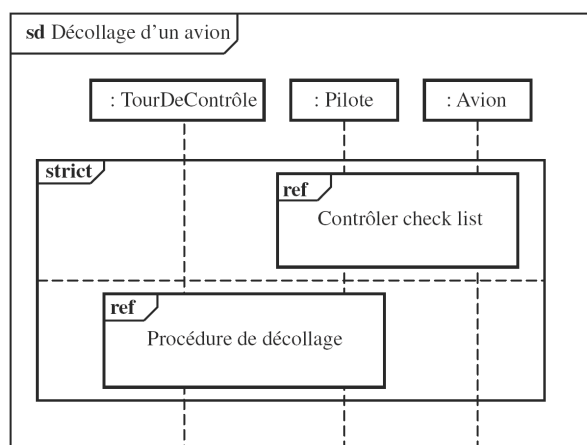 sd Décollage d'un avion
: TourDeContrôle
: Pilote
: Avion
strict
ref
Contrôler check list
ref
Procédure de décollage